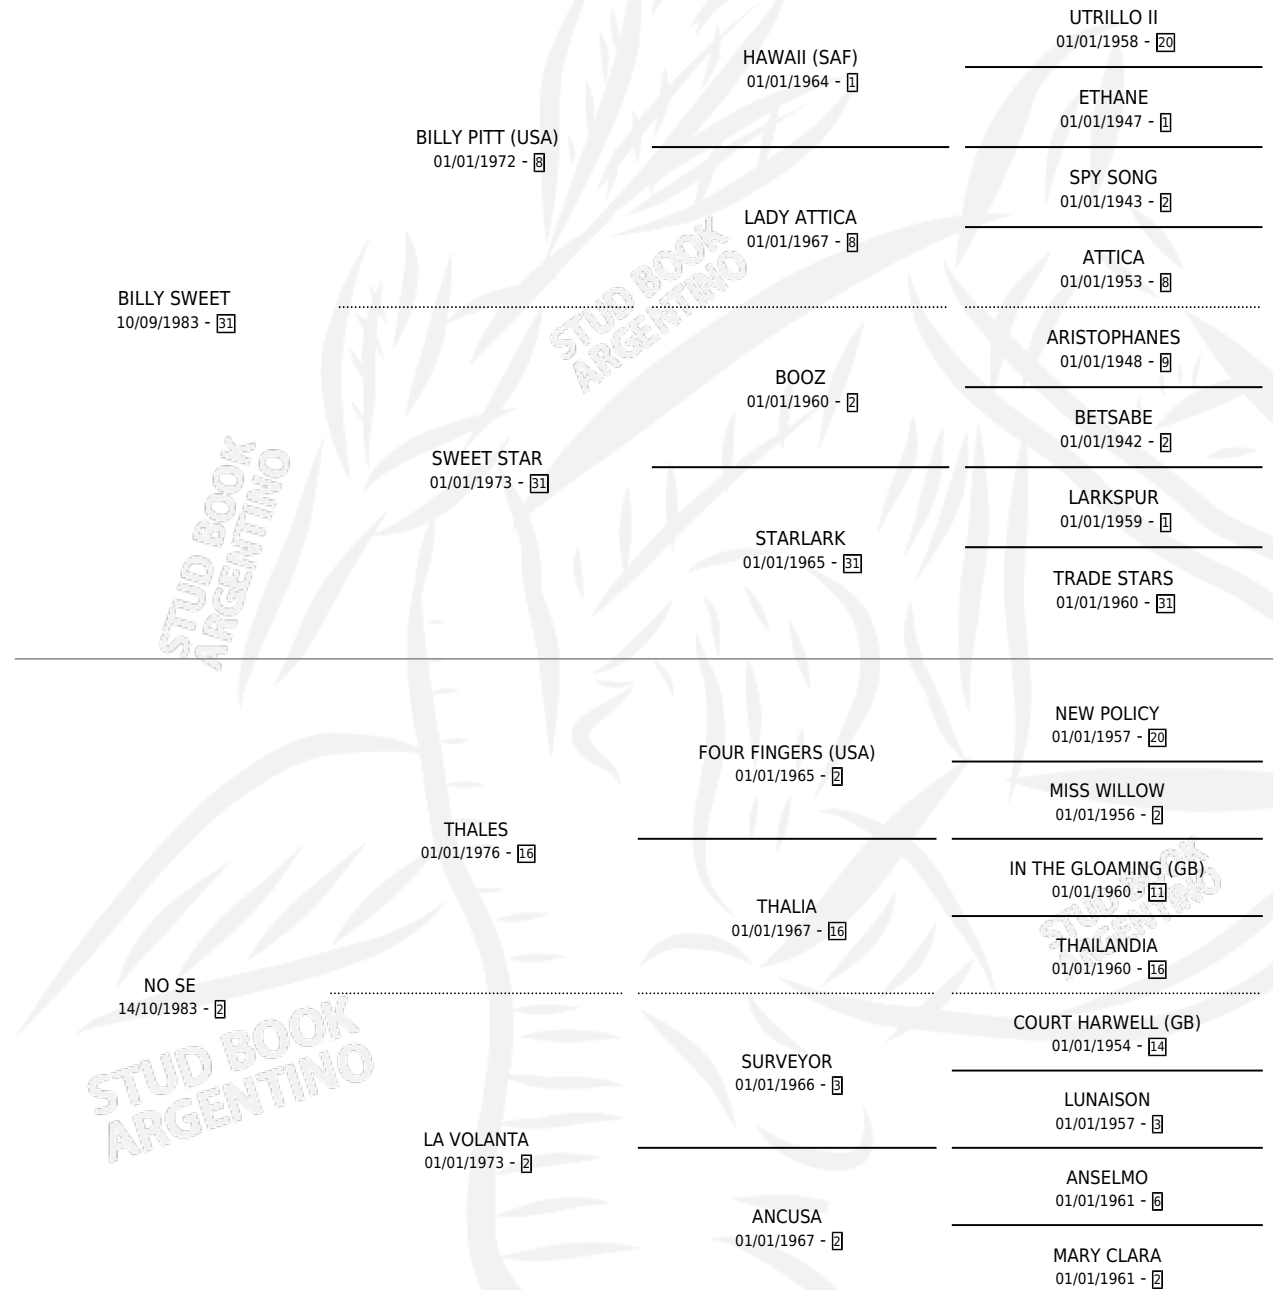 UTRILLO II
01/01/1958 - 20
HAWAII (SAF)
01/01/1964 - 1
ETHANE
01/01/1947 - 1
BILLY PITT (USA)
01/01/1972 - 8
SPY SONG
01/01/1943 - 2
LADY ATTICA
01/01/1967 - 8
ATTICA
01/01/1953 - 8
BILLY SWEET
10/09/1983 - 31
STUD BOOK
ARGENTINO
ARISTOPHANES
01/01/1948 - 9
BOOZ
01/01/1960 - 2
BETSABE
01/01/1942 - 2
SWEET STAR
01/01/1973 - 31
LARKSPUR
01/01/1959 - 1
STARLARK
01/01/1965 - 31
TRADE STARS
01/01/1960 - 31
STUD BOOK
ARGENTINO
NEW POLICY
01/01/1957 - 20
FOUR FINGERS (USA)
01/01/1965 - 2
MISS WILLOW
01/01/1956 - 2
THALES
01/01/1976 - 16
IN THE GLOAMING (GB)
01/01/1960 - 11
THALIA
01/01/1967 - 16
THAILANDIA
01/01/1960 - 16
STUD BOOK
ARGENTINO
NO SE
14/10/1983 - 2
STUD BOOK
ARGENTINO
COURT HARWELL (GB)
01/01/1954 - 14
SURVEYOR
01/01/1966 - 3
LUNAISON
01/01/1957 - 3
LA VOLANTA
01/01/1973 - 2
ANSELMO
01/01/1961 - 6
ANCUSA
01/01/1967 - 2
MARY CLARA
01/01/1961 - 2